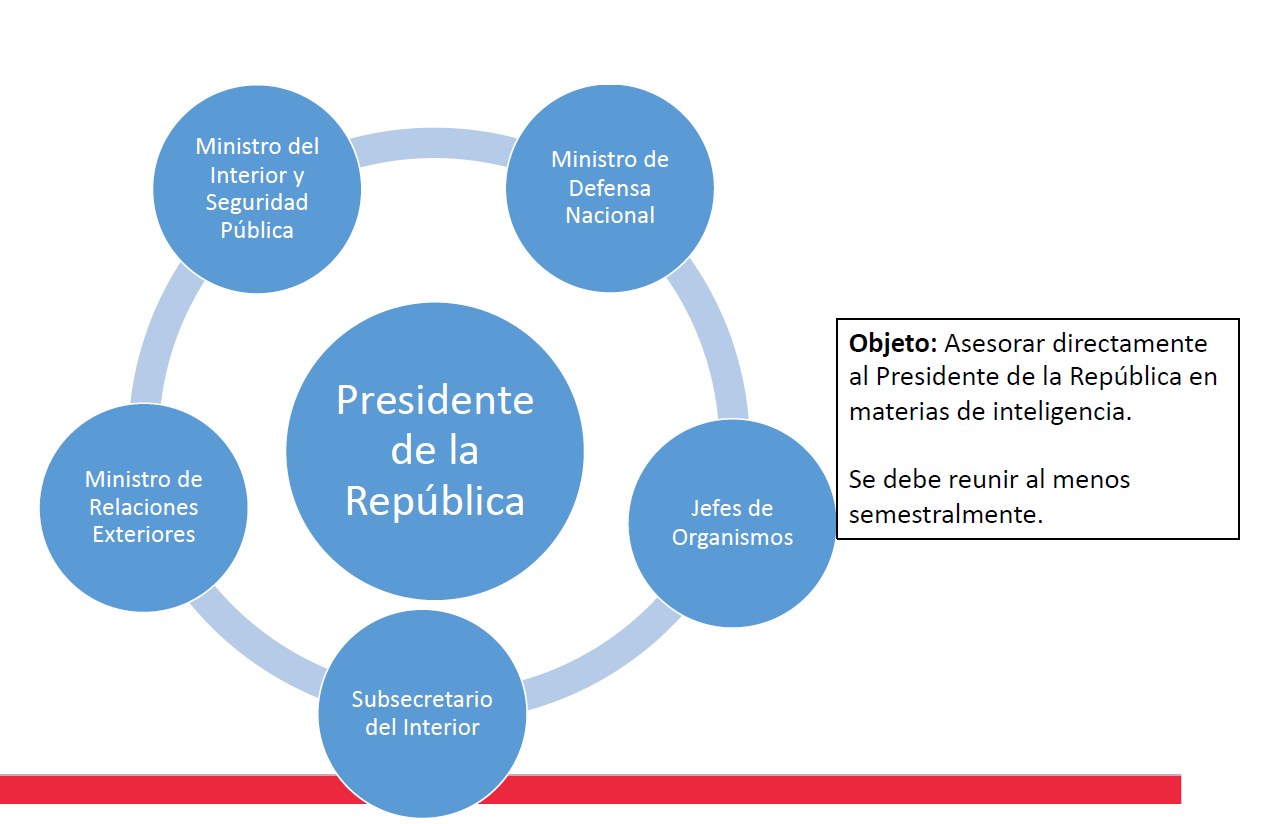 Ministro del
Interior y
Seguridad
Pública
Ministro de
Defensa
Nacional
Presidente
de la
República
Objeto: Asesorar directamente
al Presidente de la República en
materias de inteligencia.
Se debe reunir al menos
semestralmente.
Ministro de
Relaciones
Exteriores
Jefes de
Organismos
Subsecretario
del Interior